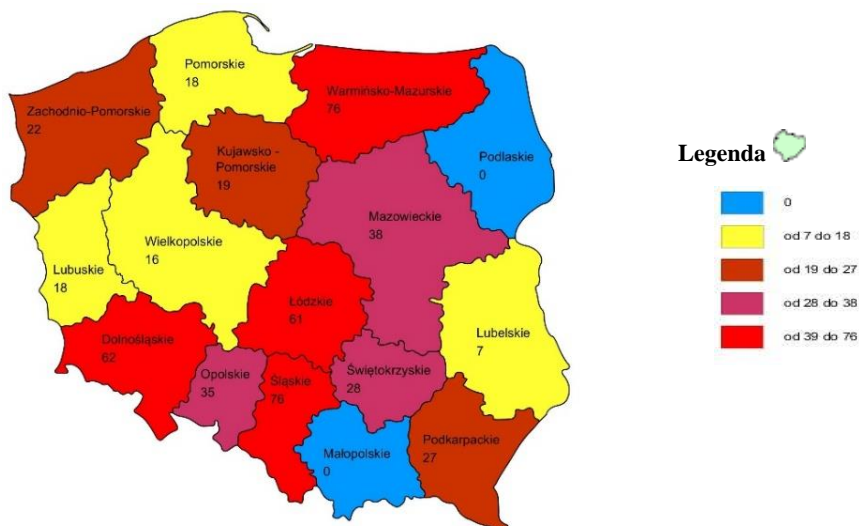 Pomorskie
18
Warmińsko-Mazurskie
76
Zachodnio-Pomorskie
22
Kujawsko -
Pomorskie
19
Podlaskie
0
Mazowieckie
38
Wielkopolskie
16
Lubuskie
18
Łódzkie
61
Lubelskie
7
Dolnośląskie
62
Opolskie
35
Śląskie
76
Świętokrzyskie
28
Małopolskie
0
Podkarpackie
27
Legenda
0
od 7 do 18
od 19 do 27
od 28 do 38
od 39 do 76